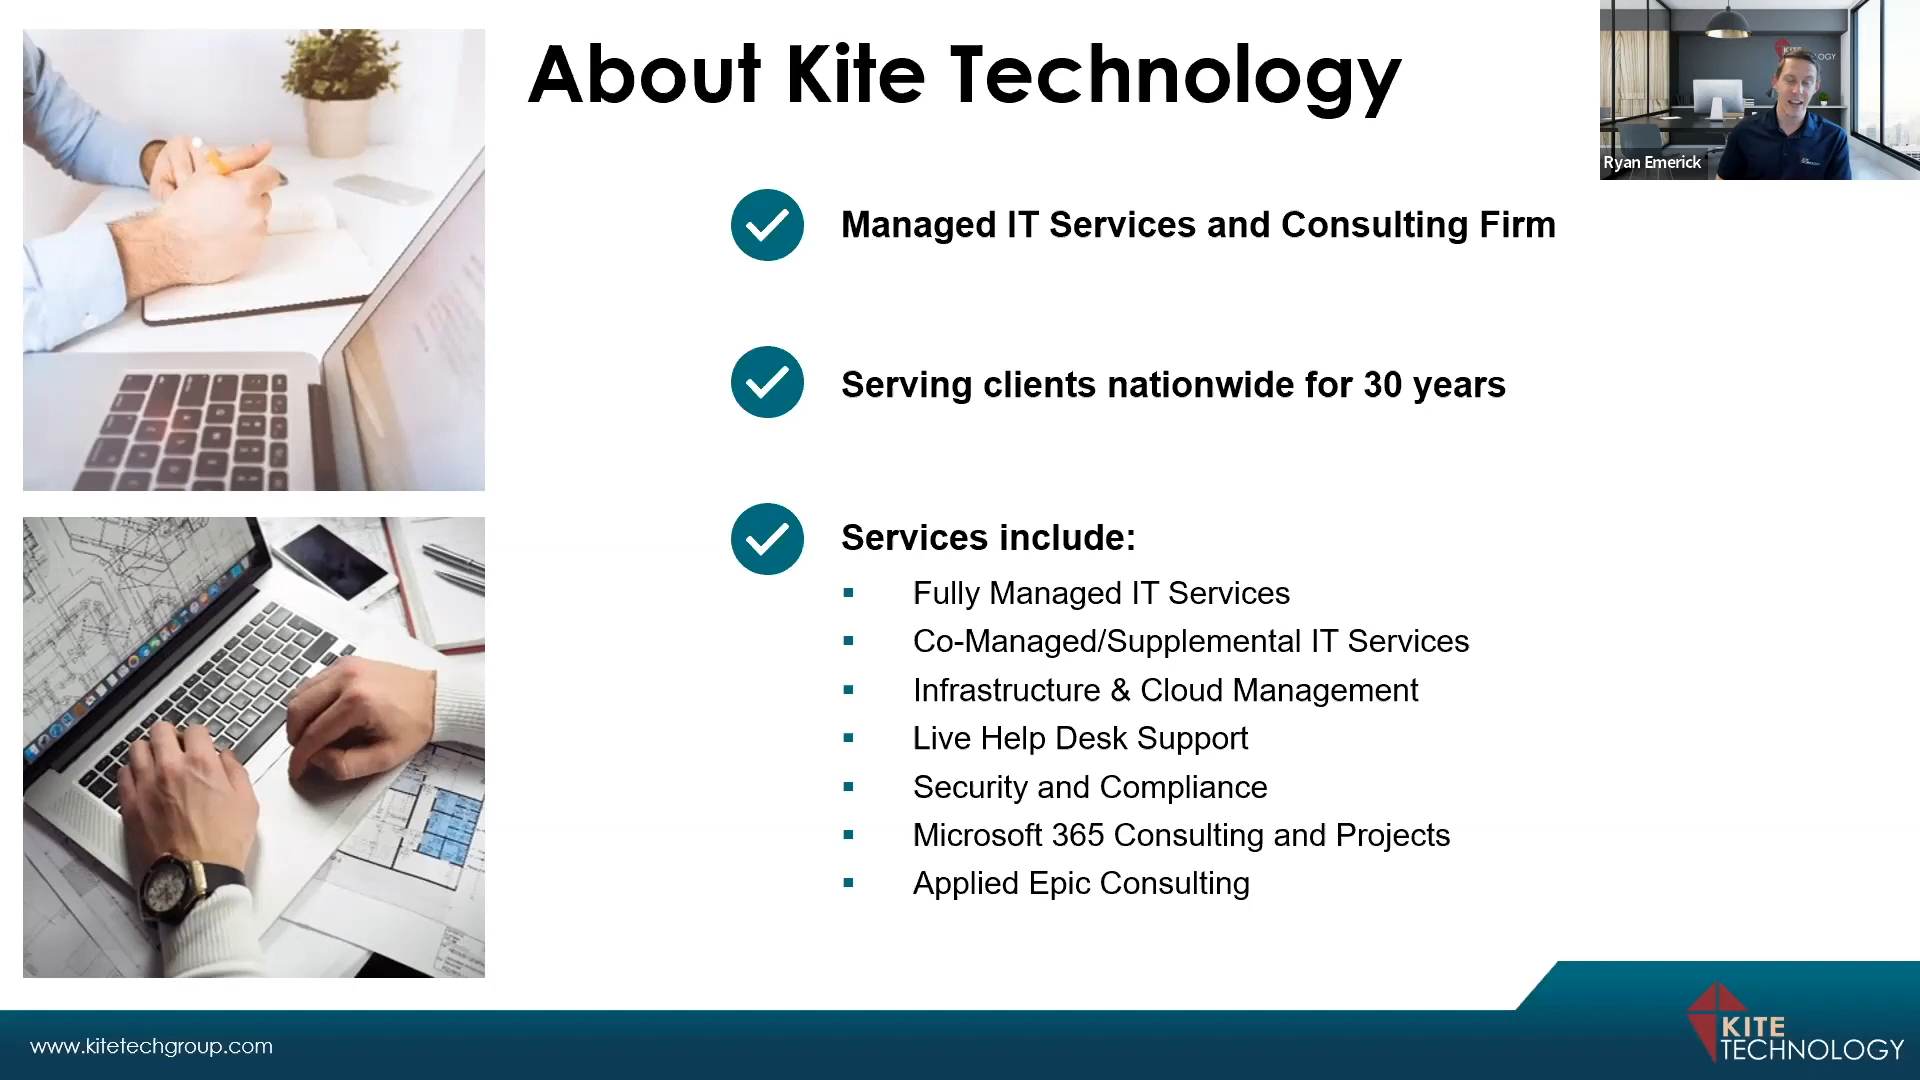 About Kite Technology
KITE
OGY
Ryan Emerick
Managed IT Services and Consulting Firm
Serving clients nationwide for 30 years
Services include:
Fully Managed IT Services
Co-Managed/Supplemental IT Services
Infrastructure & Cloud Management
Live Help Desk Support
Security and Compliance
Microsoft 365 Consulting and Projects
Applied Epic Consulting
www.kitetechgroup.com
KITE
TECHNOLOGY